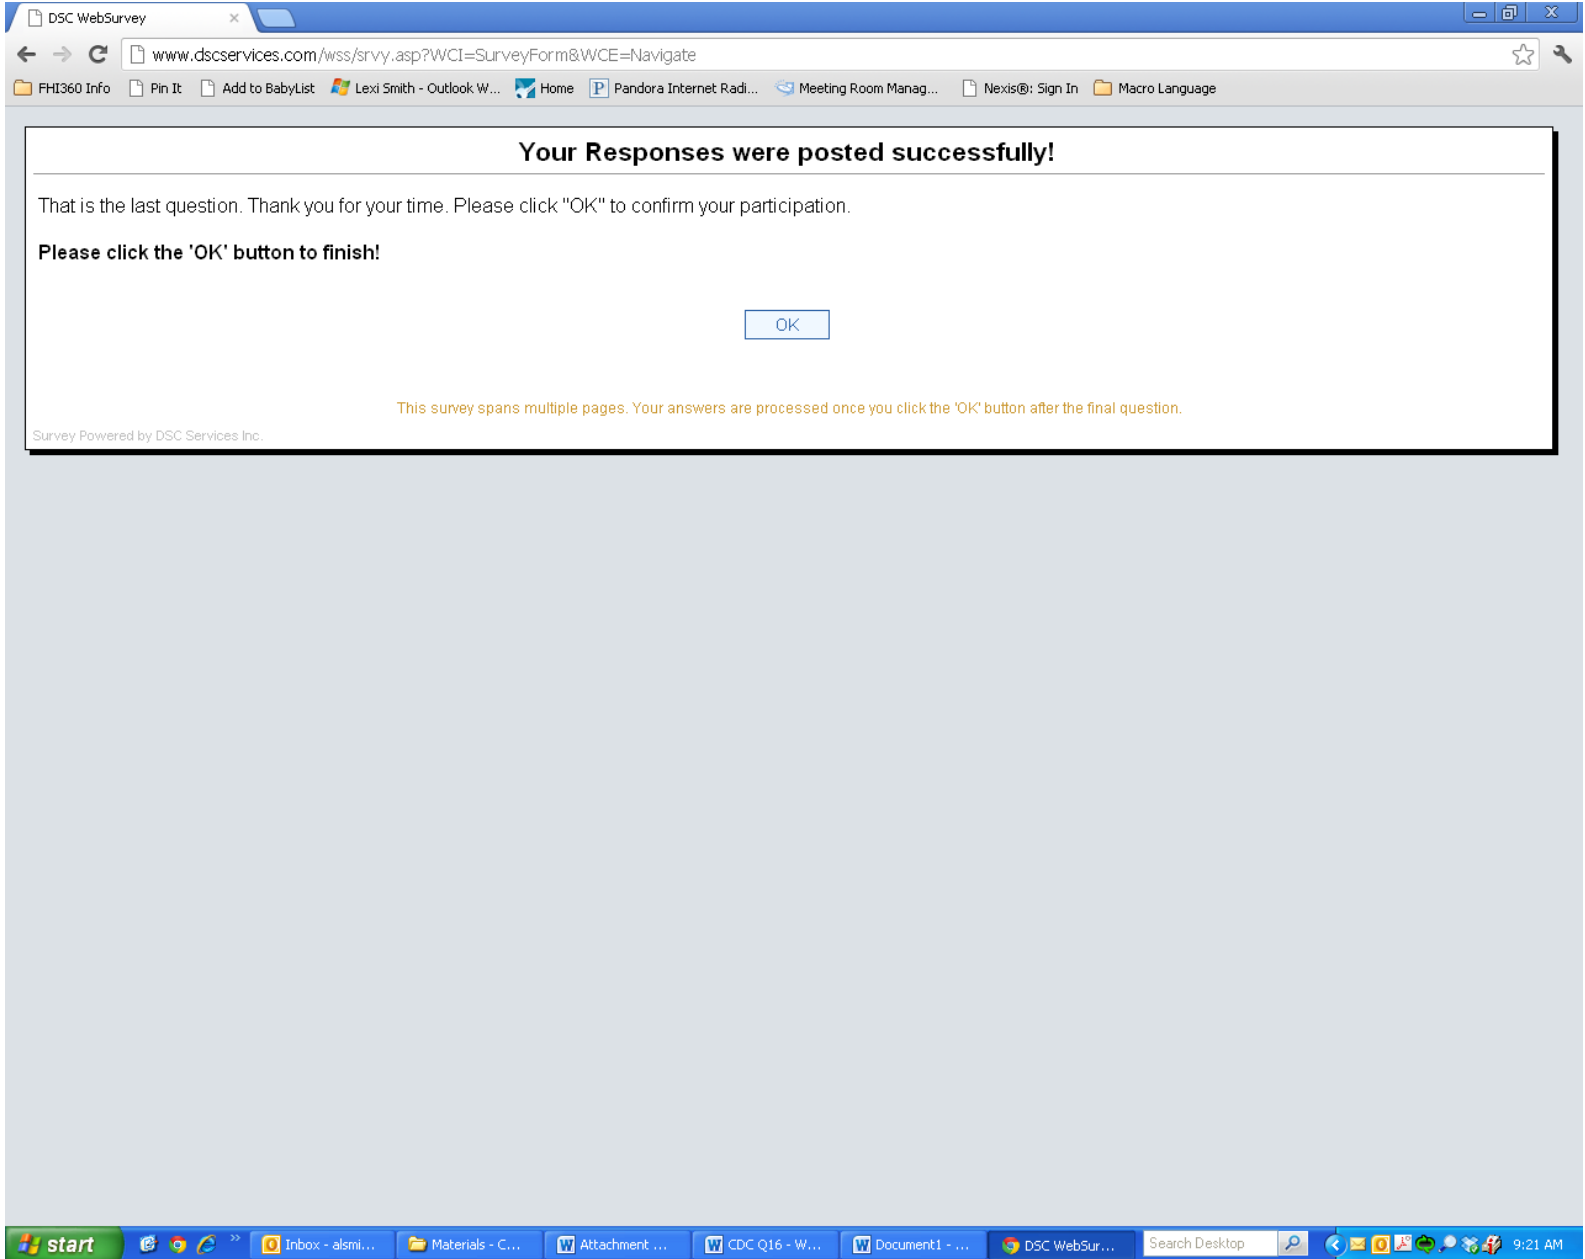 DSC WebSurvey
www.dscservices.com/wss/srvy.asp?WCI=SurveyForm&WCE=Navigate
FHI360 Info Pin It Add to BabyList Lexi Smith - Outlook W... Home Pandora Internet Radi... Meeting Room Manag... Nexis®: Sign In Macro Language
Your Responses were posted successfully!
That is the last question. Thank you for your time. Please click "OK" to confirm your participation.
Please click the 'OK' button to finish!
OK
This survey spans multiple pages. Your answers are processed once you click the 'OK' button after the final question.
Survey Powered by DSC Services Inc.
start Inbox - alsmi... Materials - C... Attachment ... CDC Q16 - W... Document1 - ... DSC WebSur... Search Desktop 9:21 AM